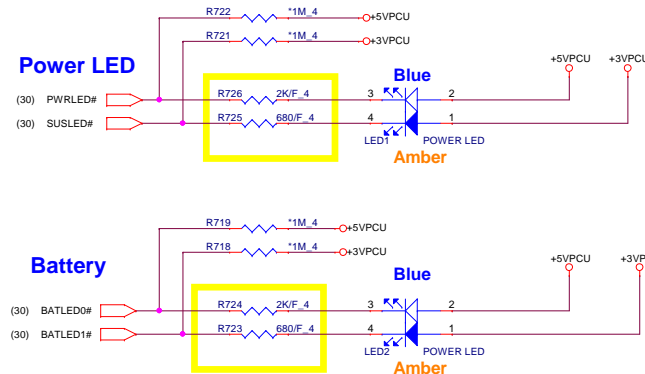 R722 *1M_4 +5VPCU
R721 *1M_4 +3VPCU
Power LED
Blue
+5VPCU +3VPCU
(30) PWRLED# R726 2K/F_4 3 2
(30) SUSLED# R725 680/F_4 4 1
LED1 POWER LED
Amber
R719 *1M_4 +5VPCU
R718 *1M_4 +3VPCU
Battery
Blue
+5VPCU +3VP
(30) BATLED0# R724 2K/F_4 3 2
(30) BATLED1# R723 680/F_4 4 1
LED2 POWER LED
Amber